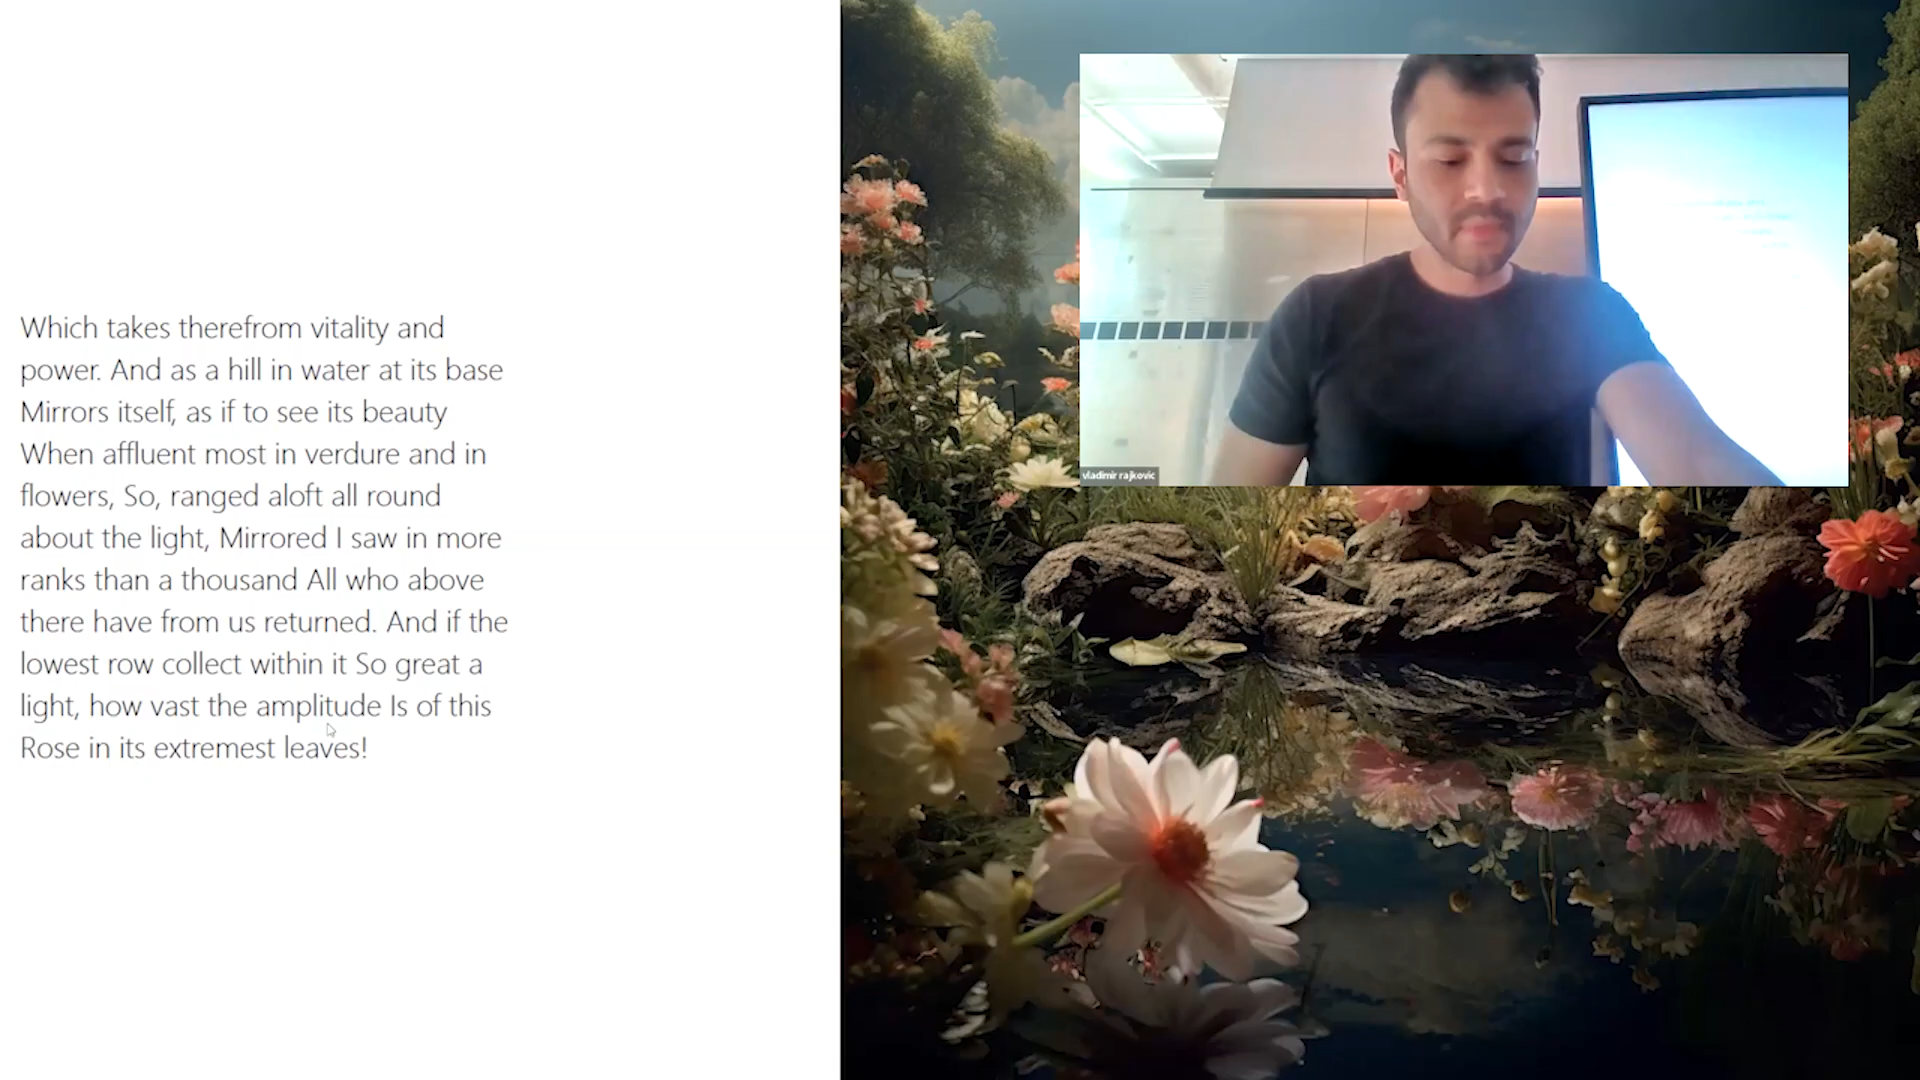 Which takes therefrom vitality and
power. And as a hill in water at its base
Mirrors itself, as if to see its beauty
When affluent most in verdure and in
flowers, So, ranged aloft all round
about the light, Mirrored I saw in more
ranks than a thousand All who above
there have from us returned. And if the
lowest row collect within it So great a
light, how vast the amplitude Is of this
Rose in its extremest leaves!
vladimir rajkovic